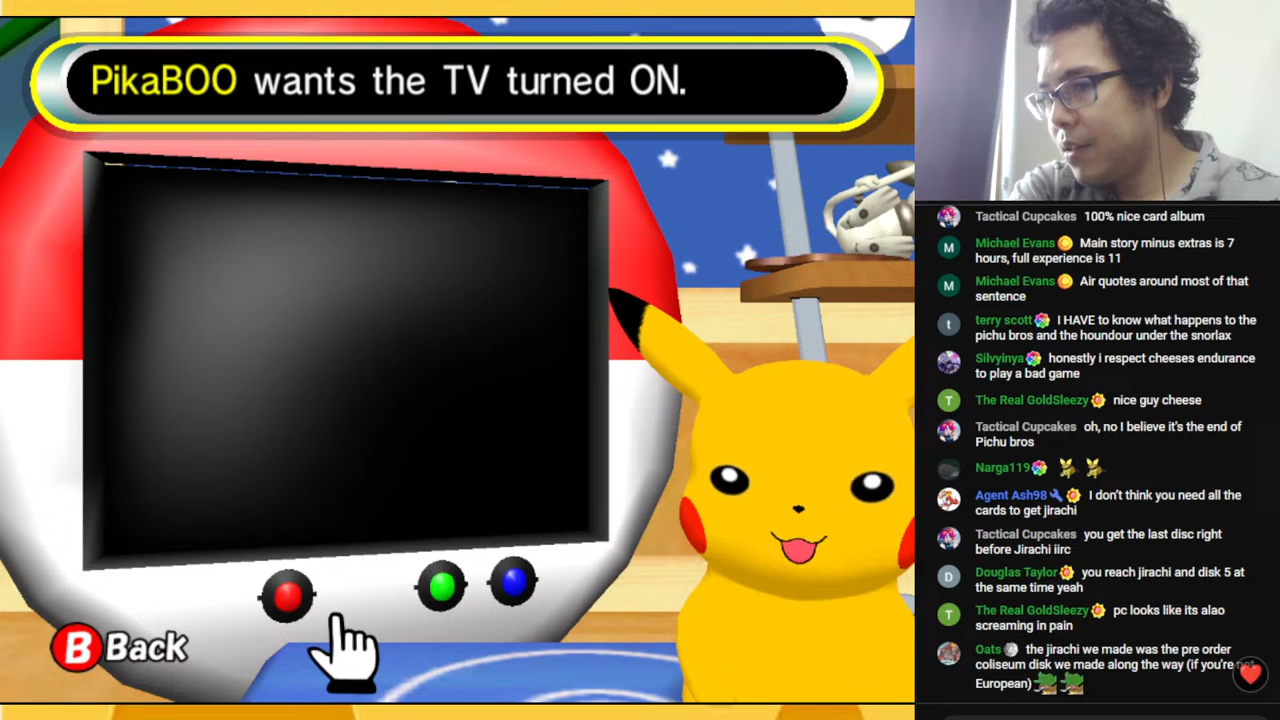 PikaBOO wants the TV turned ON.
B Back
Tactical Cupcakes 100% nice card album
M Michael Evans Main story minus extras is 7
hours, full experience is 11
M Michael Evans Air quotes around most of that
sentence
t terry scott I HAVE to know what happens to the
pichu bros and the houndour under the snorlax
Silvyinya honestly i respect cheeses endurance
to play a bad game
T The Real GoldSleezy nice guy cheese
Tactical Cupcakes oh, no I believe it's the end of
Pichu bros
Narga119
Agent Ash98 I don't think you need all the
cards to get jirachi
Tactical Cupcakes you get the last disc right
before Jirachi iirc
D Douglas Taylor you reach jirachi and disk 5 at
the same time yeah
T The Real GoldSleezy pc looks like its alao
screaming in pain
Oats the jirachi we made was the pre order
coliseum disk we made along the way (if you're not
European)